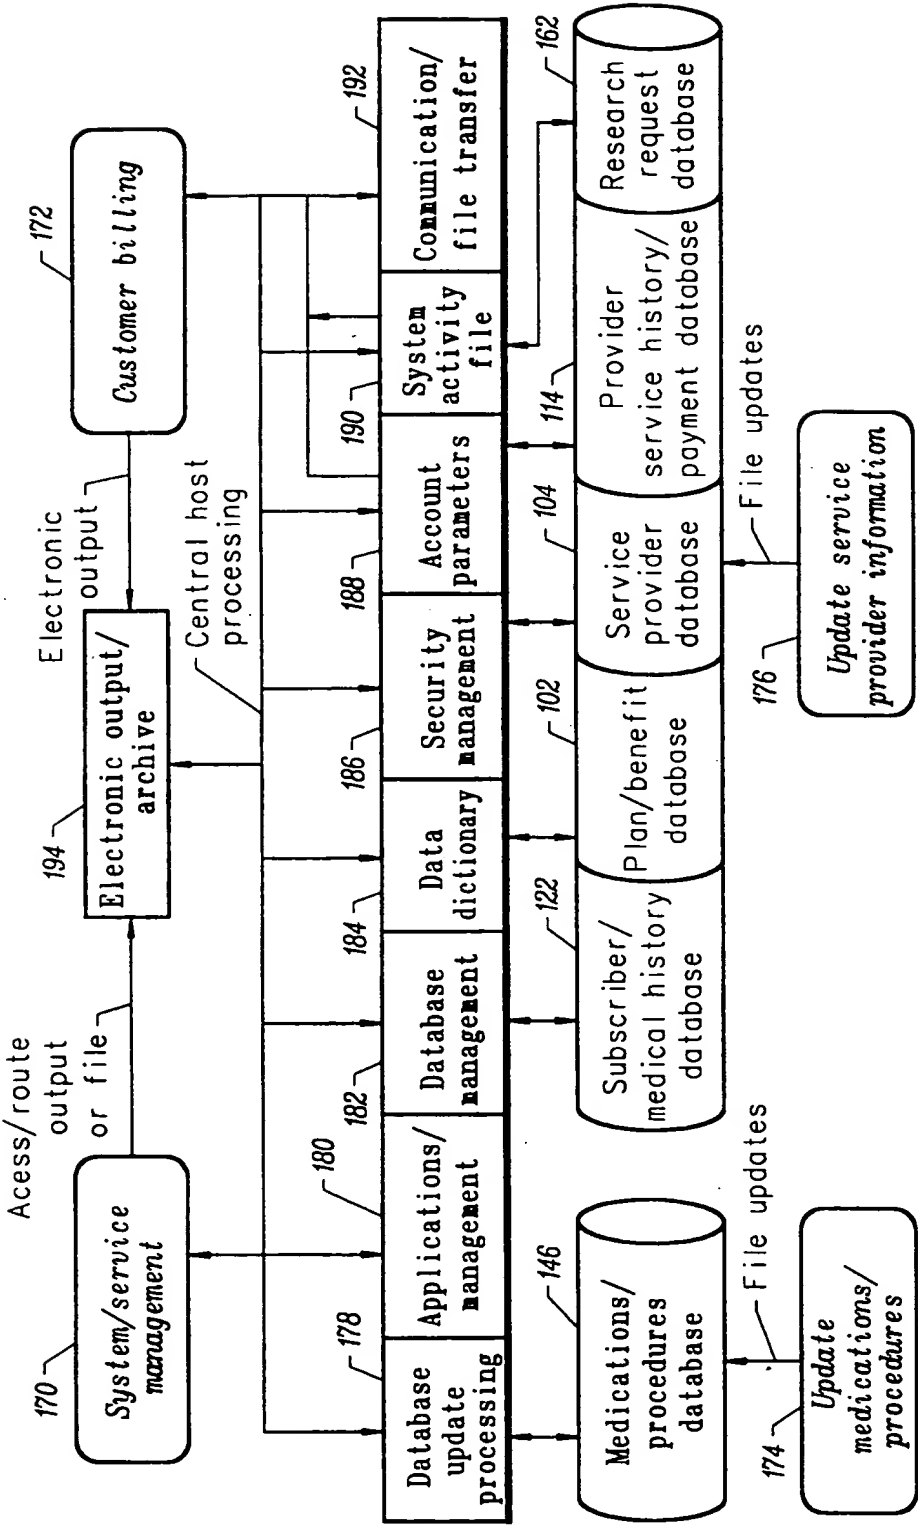 170
System/service
management
Acess/route
output
or file
194
Electronic output/
archive
Electronic
output
172
Customer billing
Central host
processing
178
Database
update
processing
180
Applications/
management
182
Database
management
184
Data
dictionary
186
Security
management
188
Account
parameters
190
System
activity
file
192
Communication/
file transfer
146
Medications/
procedures
database
122
Subscriber/
medical history
database
102
Plan/benefit
database
104
Service
provider
database
114
Provider
service history/
payment database
162
Research
request
database
File updates
174
Update
medications/
procedures
File updates
176
Update service
provider information